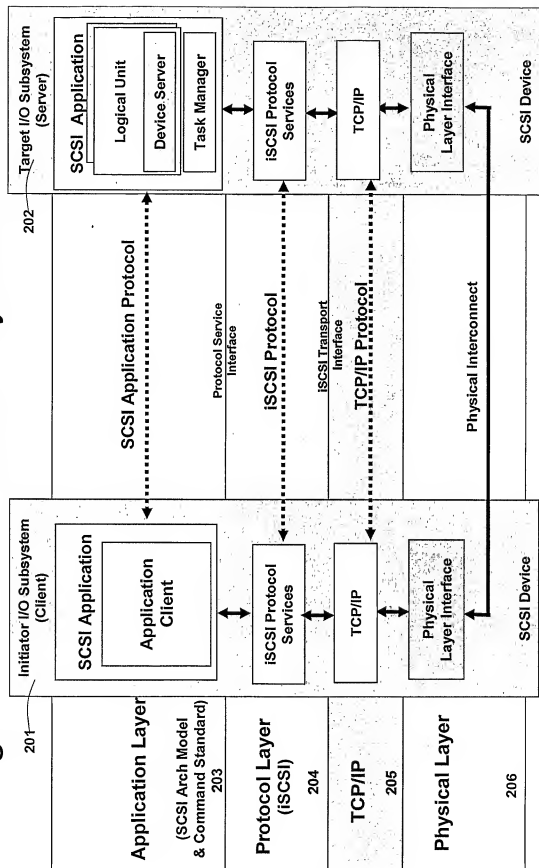 201
Initiator I/O Subsystem
(Client)
Target I/O Subsystem
(Server)
202
Application Layer
(SCSI Arch Model
& Command Standard)
203
SCSI Application
Application
Client
SCSI Application Protocol
SCSI Application
Logical Unit
Device Server
Task Manager
Protocol Service
Interface
Protocol Layer
(iSCSI)
204
iSCSI Protocol
Services
iSCSI Protocol
iSCSI Protocol
Services
iSCSI Transport
Interface
TCP/IP
205
TCP/IP
TCP/IP Protocol
TCP/IP
Physical Layer
206
Physical
Layer Interface
Physical Interconnect
Physical
Layer Interface
SCSI Device
SCSI Device